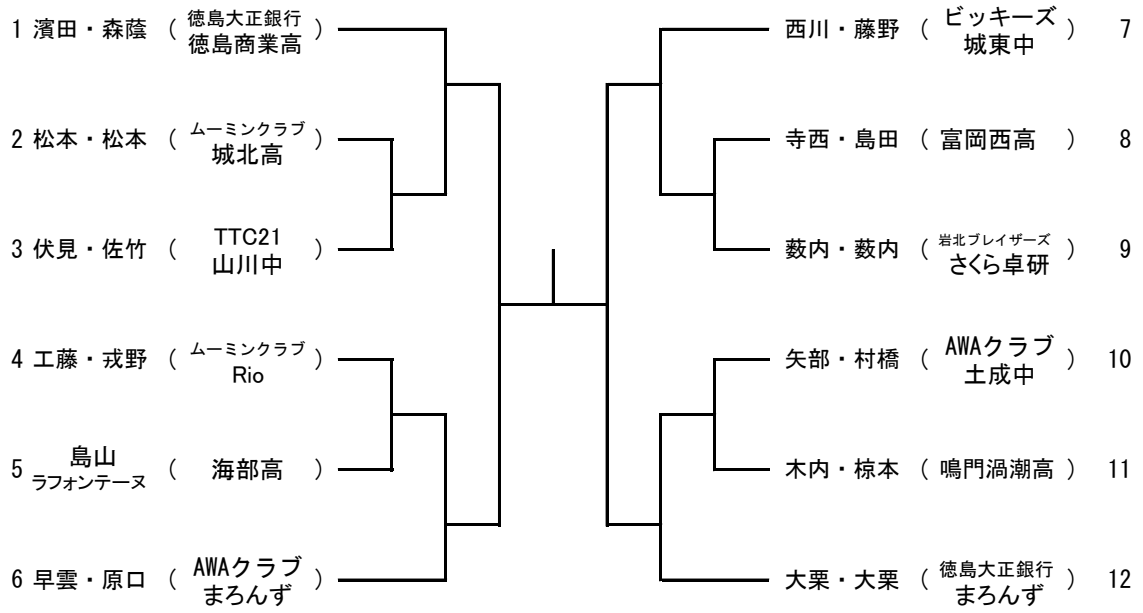 1 濱田・森蔭 ( 徳島大正銀行
徳島商業高 )
2 松本・松本 ( ムーミンクラブ
城北高 )
3 伏見・佐竹 ( TTC21
山川中 )
4 工藤・戎野 ( ムーミンクラブ
Rio )
5 島山
ラフォンテーヌ ( 海部高 )
6 早雲・原口 ( AWAクラブ
まろんず )
西川・藤野 ( ビッキーズ
城東中 ) 7
寺西・島田 ( 富岡西高 ) 8
薮内・薮内 ( 岩北ブレイザーズ
さくら卓研 ) 9
矢部・村橋 ( AWAクラブ
土成中 ) 10
木内・椋本 ( 鳴門渦潮高 ) 11
大栗・大栗 ( 徳島大正銀行
まろんず ) 12